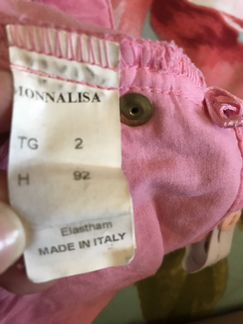 MONNALISA
TG 2
H 92
Elastham
MADE IN ITALY